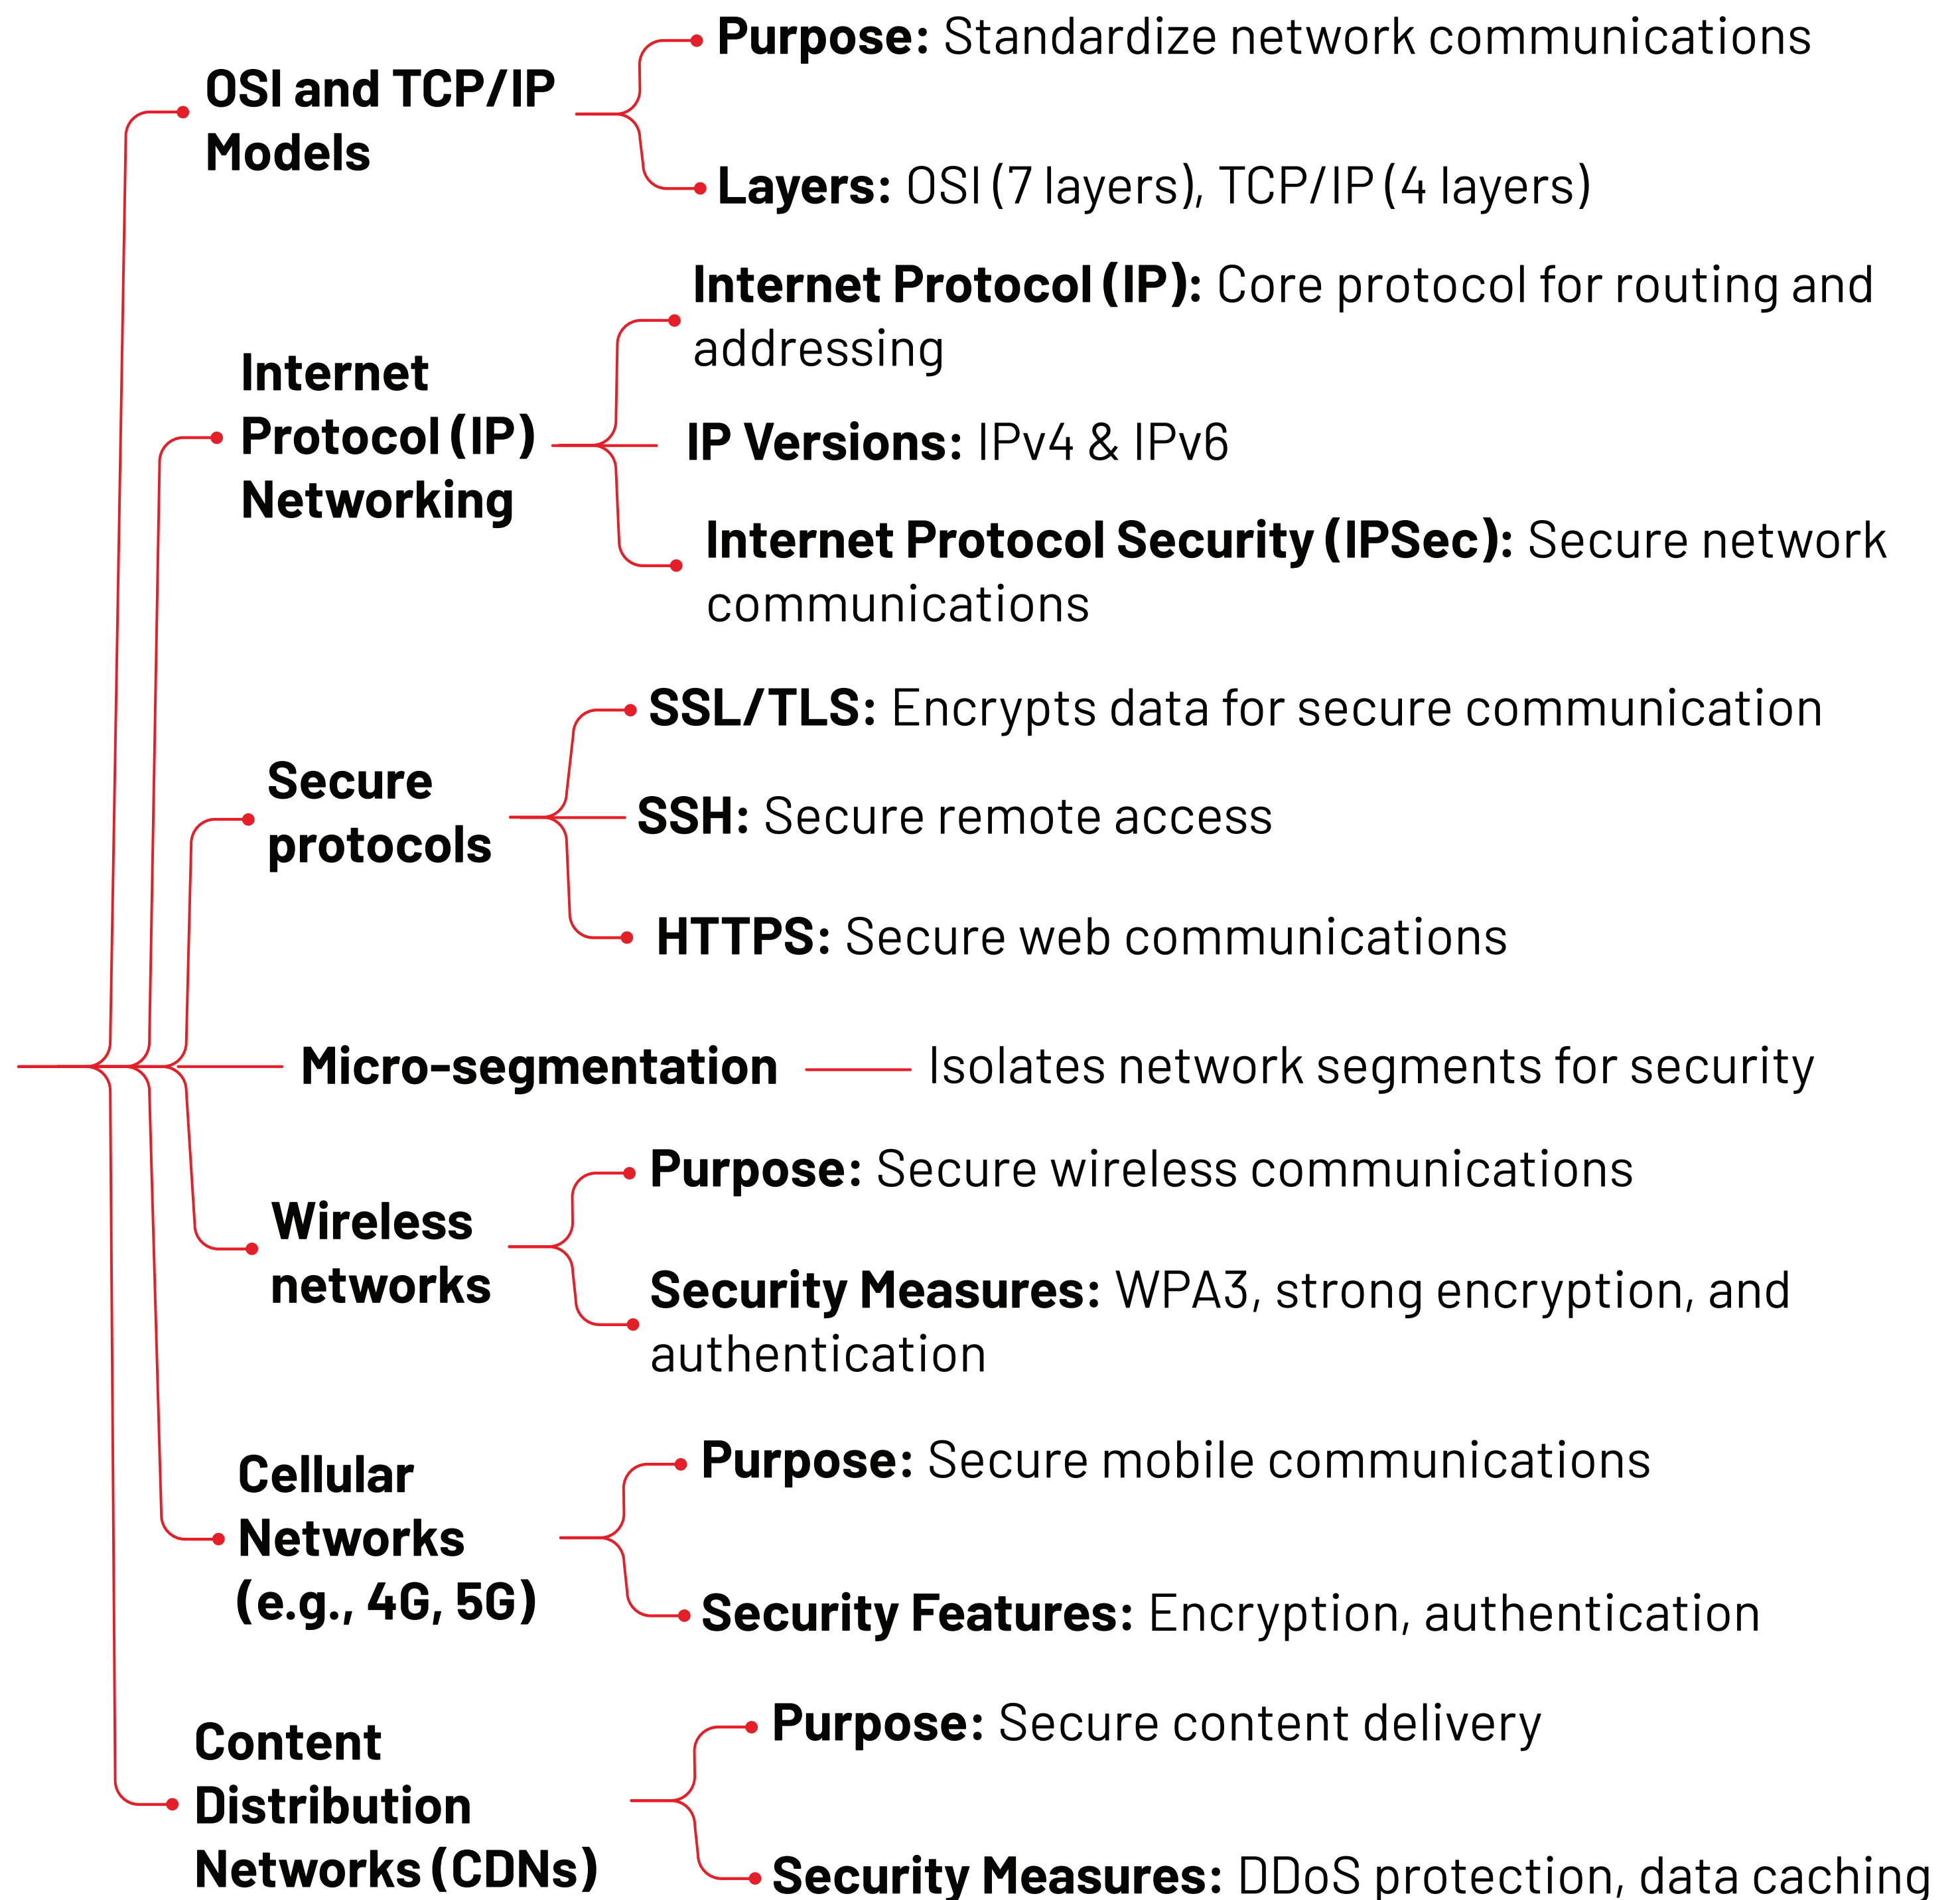 OSI and TCP/IP
Models
Purpose: Standardize network communications
Layers: OSI (7 layers), TCP/IP (4 layers)
Internet
Protocol (IP)
Networking
Internet Protocol (IP): Core protocol for routing and
addressing
IP Versions: IPv4 & IPv6
Internet Protocol Security (IPSec): Secure network
communications
Secure
protocols
SSL/TLS: Encrypts data for secure communication
SSH: Secure remote access
HTTPS: Secure web communications
Micro-segmentation
Isolates network segments for security
Wireless
networks
Purpose: Secure wireless communications
Security Measures: WPA3, strong encryption, and
authentication
Cellular
Networks
(e.g., 4G, 5G)
Purpose: Secure mobile communications
Security Features: Encryption, authentication
Content
Distribution
Networks (CDNs)
Purpose: Secure content delivery
Security Measures: DDoS protection, data caching